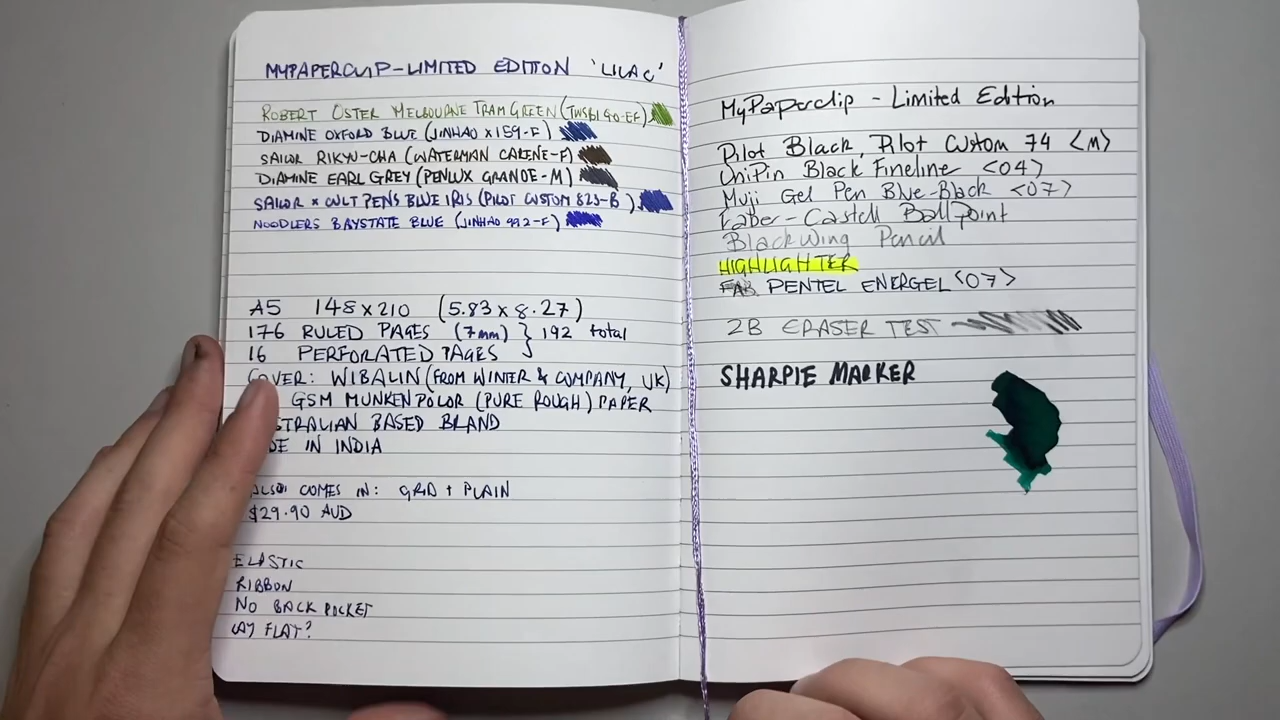 MYPAPERCLIP-LIMITED EDITION 'LILAC'
ROBERT OSTER MELBOURNE TRAM GREEN (TWSBI 90-EF)
DIAMINE OXFORD BLUE (JINHAO X159-F)
SAILOR RIKYU-CHA (WATERMAN CARENE-F)
DIAMINE EARL GREY (PENLUX GRANDE-M)
SAILOR x CULT PENS BLUE IRIS (PILOT CUSTOM 823-B)
NOODLERS BAYSTATE BLUE (JINHAO 992-F)
A5 148 x 210 (5.83 x 8.27)
176 RULED PAGES (7mm) } 192 total
16 PERFORATED PAGES
COVER: WIBALIN (FROM WINTER & COMPANY, UK)
GSM MUNKEN POLAR (PURE ROUGH) PAPER
STRALIAN BASED BRAND
DE IN INDIA
ALSO COMES IN: GRID + PLAIN
$29.90 AUD
ELASTIC
RIBBON
NO BACK POCKET
LAY FLAT?
MyPaperclip - Limited Edition
Pilot Black, Pilot Custom 74 <M>
UniPin Black Fineline <04>
Muji Gel Pen Blue-Black <07>
Faber-Castell Ballpoint
Blackwing Pencil
HIGHLIGHTER
FAB PENTEL ENERGEL <07>
2B ERASER TEST
SHARPIE MARKER